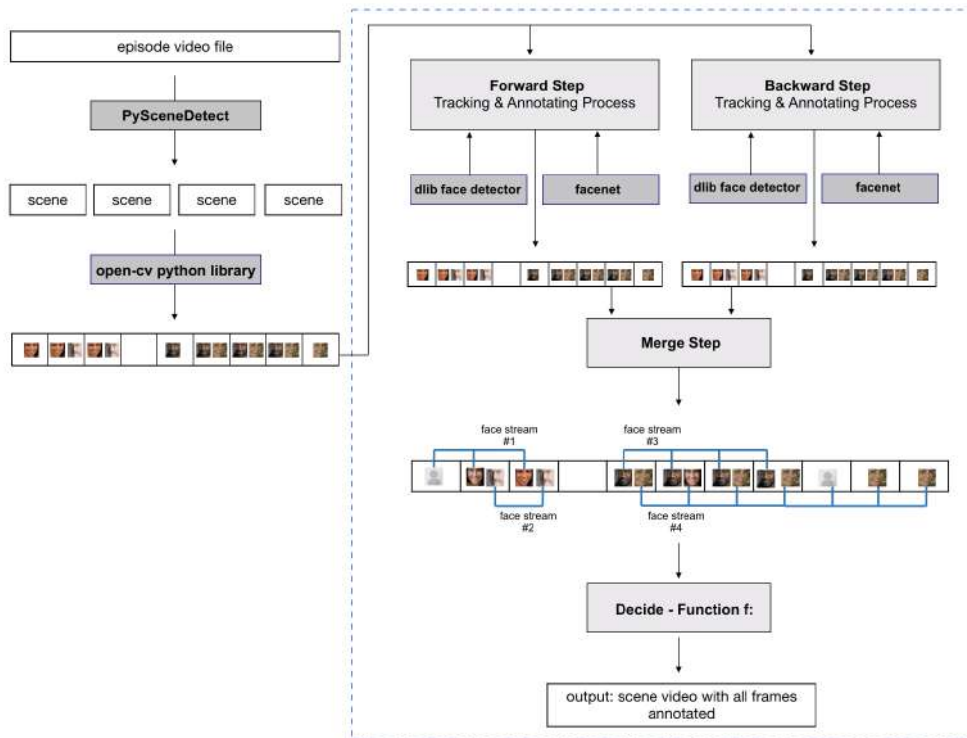 episode video file
PySceneDetect
scene
scene
scene
scene
open-cv python library
Forward Step
Tracking & Annotating Process
dlib face detector
facenet
Backward Step
Tracking & Annotating Process
dlib face detector
facenet
Merge Step
face stream
#1
face stream
#3
face stream
#2
face stream
#4
Decide - Function f:
output: scene video with all frames
annotated